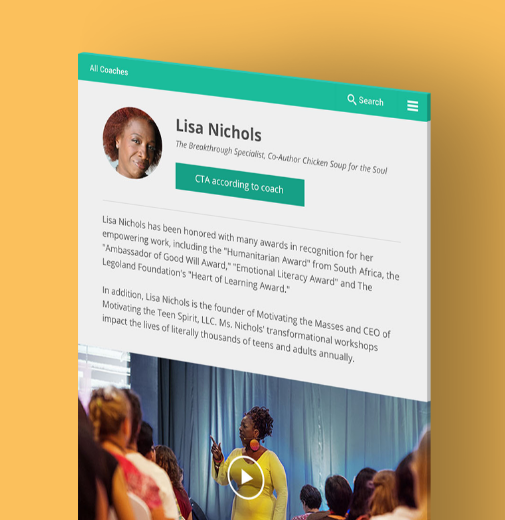 All Coaches
Search
Lisa Nichols
The Breakthrough Specialist, Co-Author Chicken Soup for the Soul
CTA according to coach
Lisa Nichols has been honored with many awards in recognition for her
empowering work, including the "Humanitarian Award" from South Africa, the
"Ambassador of Good Will Award," "Emotional Literacy Award" and The
Legoland Foundation's "Heart of Learning Award."
In addition, Lisa Nichols is the founder of Motivating the Masses and CEO of
Motivating the Teen Spirit, LLC. Ms. Nichols' transformational workshops
impact the lives of literally thousands of teens and adults annually.